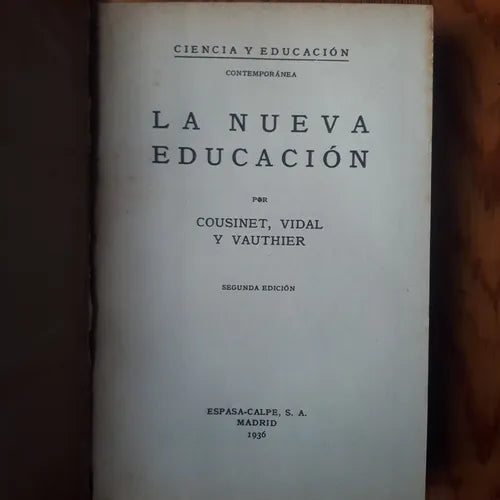 CIENCIA Y EDUCACIÓN
CONTEMPORÁNEA
LA NUEVA
EDUCACIÓN
POR
COUSINET, VIDAL
Y VAUTHIER
SEGUNDA EDICIÓN
ESPASA-CALPE, S. A.
MADRID
1936